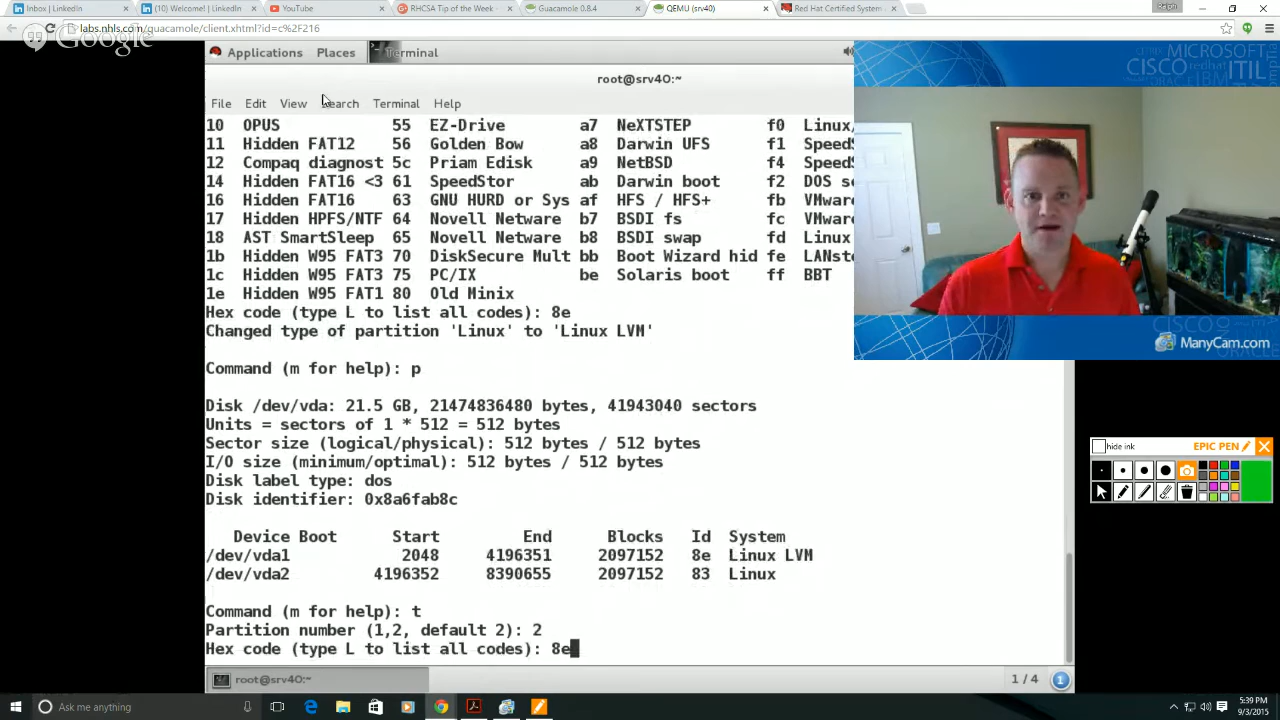 Inbox | LinkedIn
(10) Welcome! | LinkedIn
YouTube
RHCSA Tip of the Week -
Guacamole 0.8.4
QEMU (srv40)
Red Hat Certified System
Ralph
labs.nhls.com/guacamole/client.xhtml?id=c%2F216
Google
Applications Places Terminal
root@srv40:~
File Edit View Search Terminal Help
10 OPUS 55 EZ-Drive a7 NeXTSTEP f0 Linux/
11 Hidden FAT12 56 Golden Bow a8 Darwin UFS f1 SpeedS
12 Compaq diagnost 5c Priam Edisk a9 NetBSD f4 SpeedS
14 Hidden FAT16 <3 61 SpeedStor ab Darwin boot f2 DOS se
16 Hidden FAT16 63 GNU HURD or Sys af HFS / HFS+ fb VMware
17 Hidden HPFS/NTF 64 Novell Netware b7 BSDI fs fc VMware
18 AST SmartSleep 65 Novell Netware b8 BSDI swap fd Linux
1b Hidden W95 FAT3 70 DiskSecure Mult bb Boot Wizard hid fe LANste
1c Hidden W95 FAT3 75 PC/IX be Solaris boot ff BBT
1e Hidden W95 FAT1 80 Old Minix
Hex code (type L to list all codes): 8e
Changed type of partition 'Linux' to 'Linux LVM'
Command (m for help): p
Disk /dev/vda: 21.5 GB, 21474836480 bytes, 41943040 sectors
Units = sectors of 1 * 512 = 512 bytes
Sector size (logical/physical): 512 bytes / 512 bytes
I/O size (minimum/optimal): 512 bytes / 512 bytes
Disk label type: dos
Disk identifier: 0x8a6fab8c
Device Boot Start End Blocks Id System
/dev/vda1 2048 4196351 2097152 8e Linux LVM
/dev/vda2 4196352 8390655 2097152 83 Linux
Command (m for help): t
Partition number (1,2, default 2): 2
Hex code (type L to list all codes): 8e
root@srv40:~
1 / 4
1
MICROSOFT
CISCO redhat ITIL
IBM
ManyCam.com
hide ink
EPIC PEN
Ask me anything
5:39 PM
9/3/2015